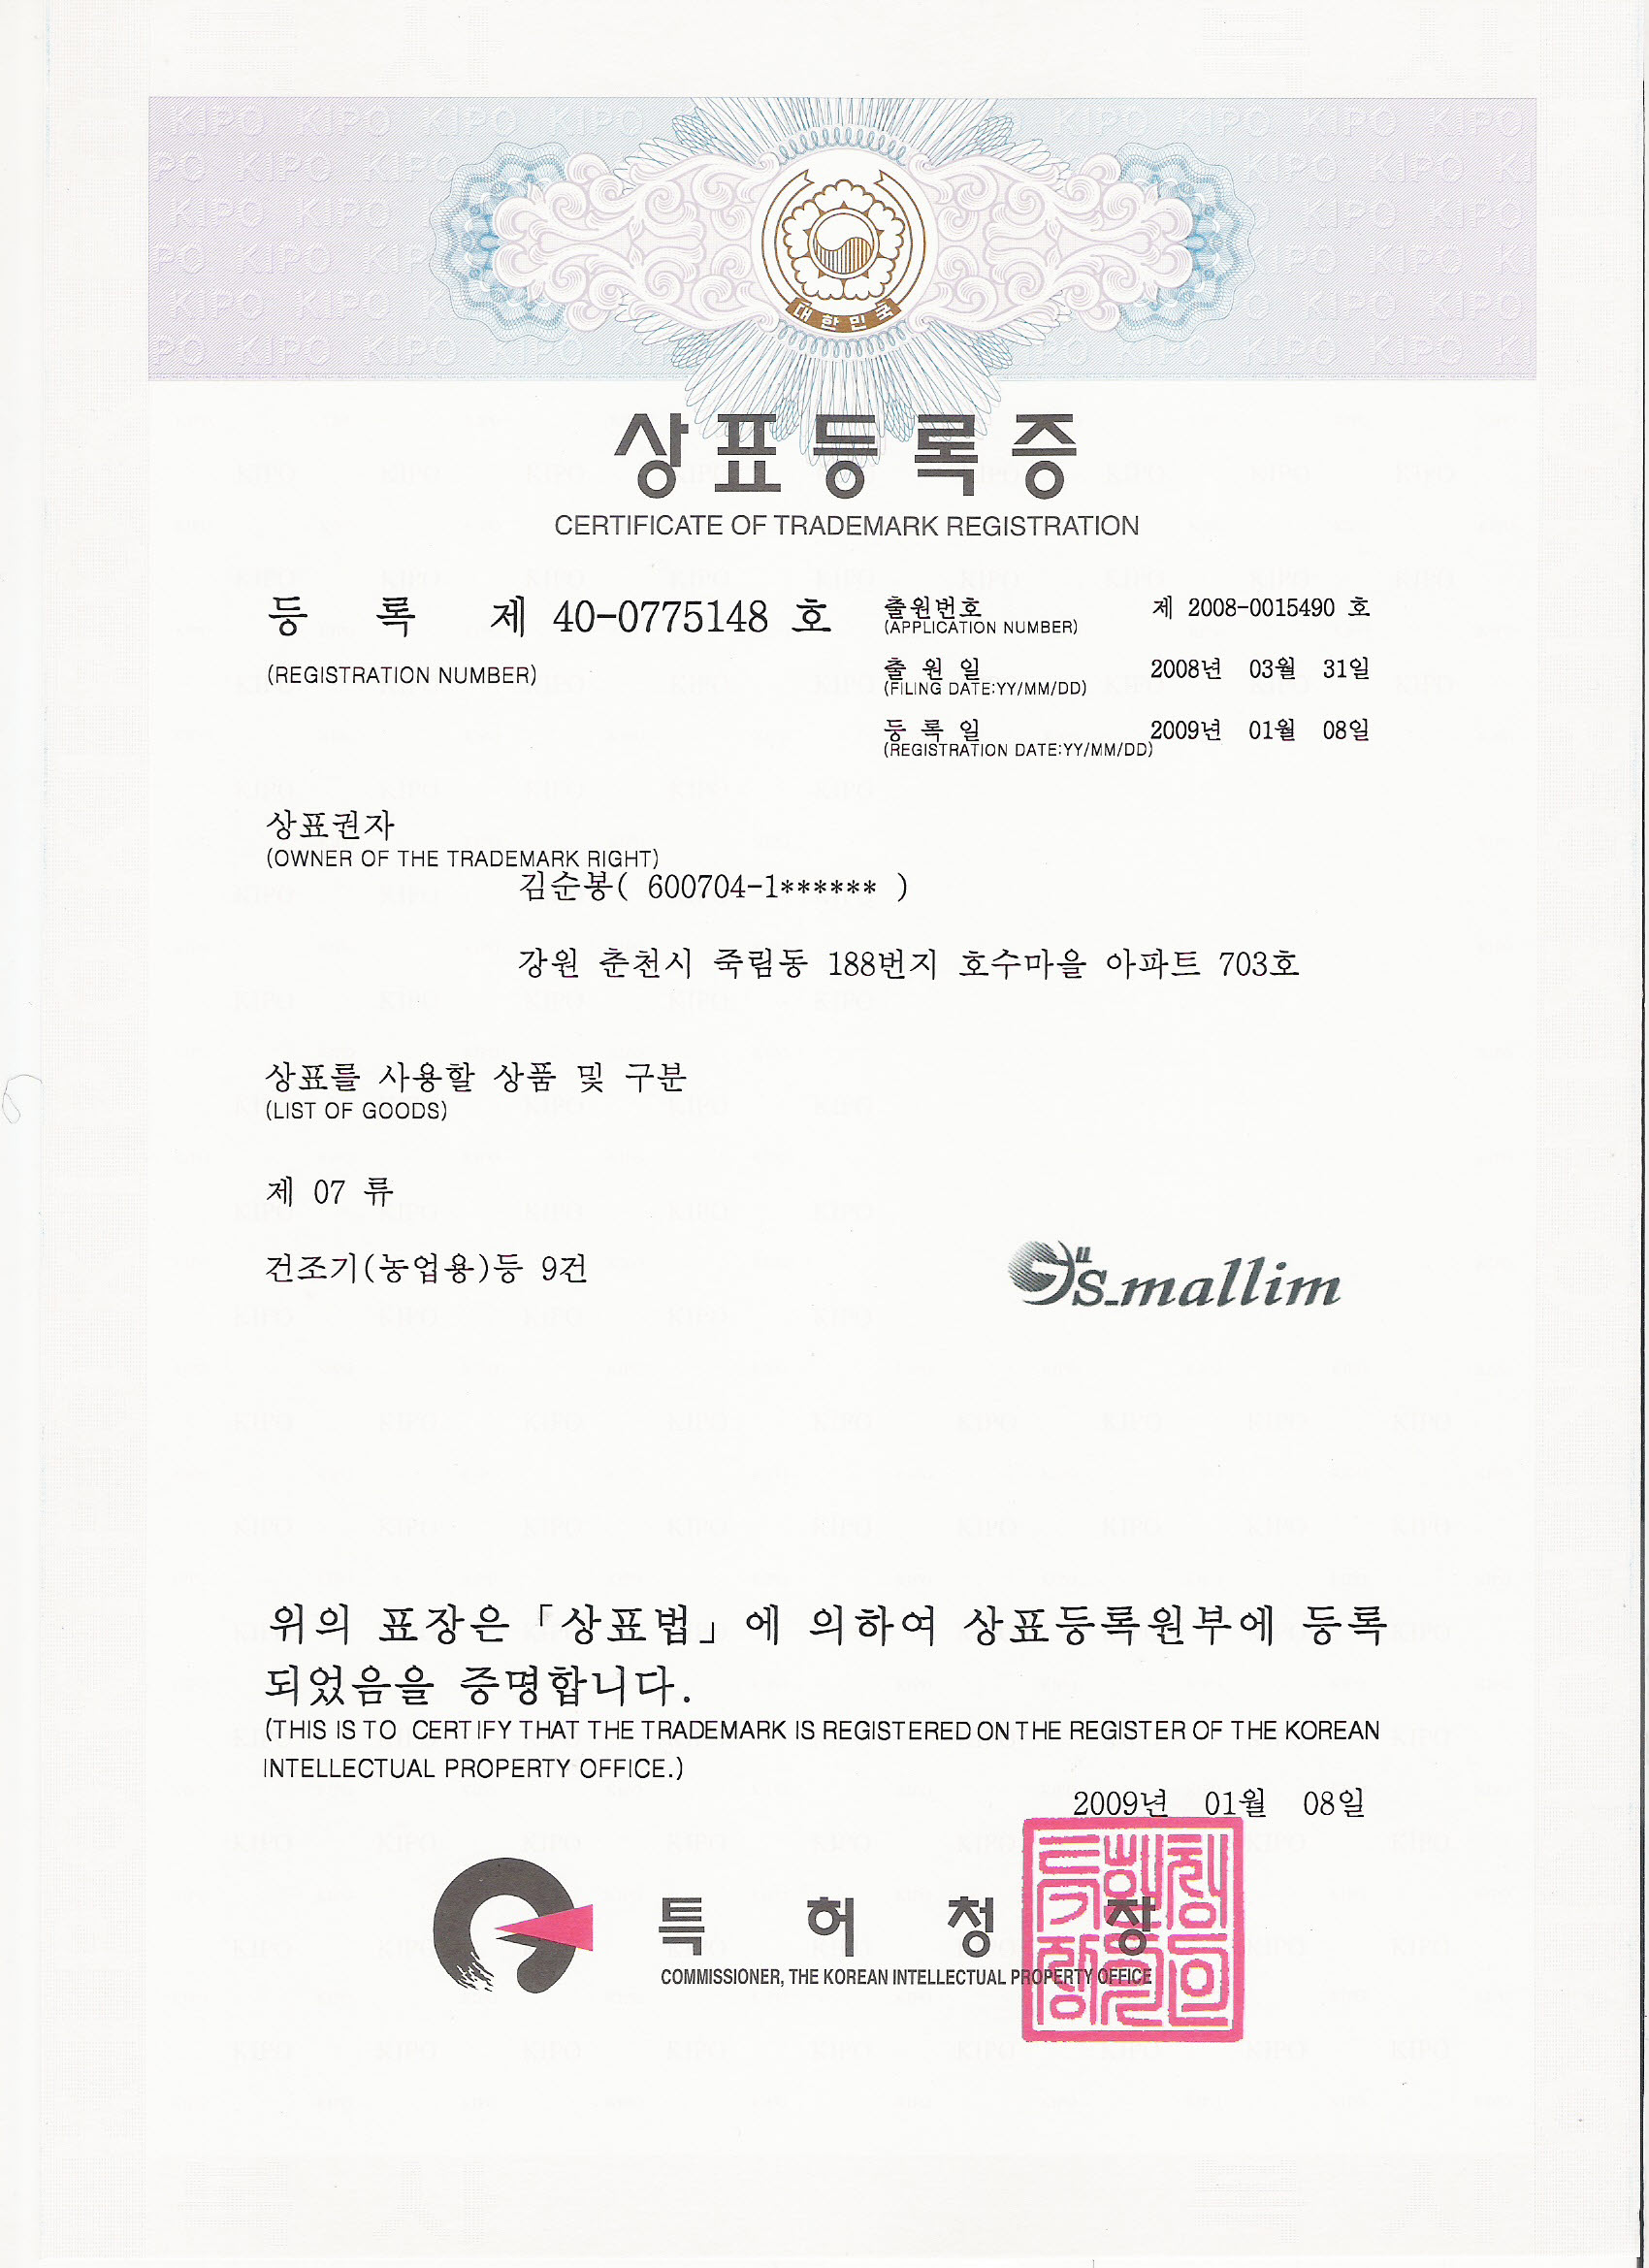 대한민국
상표등록증
CERTIFICATE OF TRADEMARK REGISTRATION
등 록 제 40-0775148 호
(REGISTRATION NUMBER)
출원번호 제 2008-0015490 호
(APPLICATION NUMBER)
출 원 일 2008년 03월 31일
(FILING DATE:YY/MM/DD)
등 록 일 2009년 01월 08일
(REGISTRATION DATE:YY/MM/DD)
상표권자
(OWNER OF THE TRADEMARK RIGHT)
김순봉( 600704-1****** )
강원 춘천시 죽림동 188번지 호수마을 아파트 703호
상표를 사용할 상품 및 구분
(LIST OF GOODS)
제 07 류
건조기(농업용)등 9건
s-mallim
위의 표장은「상표법」에 의하여 상표등록원부에 등록
되었음을 증명합니다.
(THIS IS TO CERTIFY THAT THE TRADEMARK IS REGISTERED ON THE REGISTER OF THE KOREAN
INTELLECTUAL PROPERTY OFFICE.)
2009년 01월 08일
특 허 청 장
COMMISSIONER, THE KOREAN INTELLECTUAL PROPERTY OFFICE